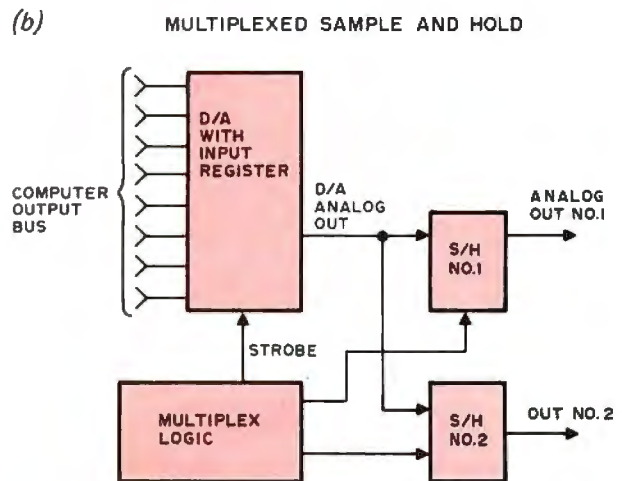 (b)
MULTIPLEXED SAMPLE AND HOLD
D/A
WITH
INPUT
REGISTER
COMPUTER
OUTPUT
BUS
D/A
ANALOG
OUT
ANALOG
OUT NO.1
S/H
NO.1
STROBE
MULTIPLEX
LOGIC
S/H
NO.2
OUT NO.2